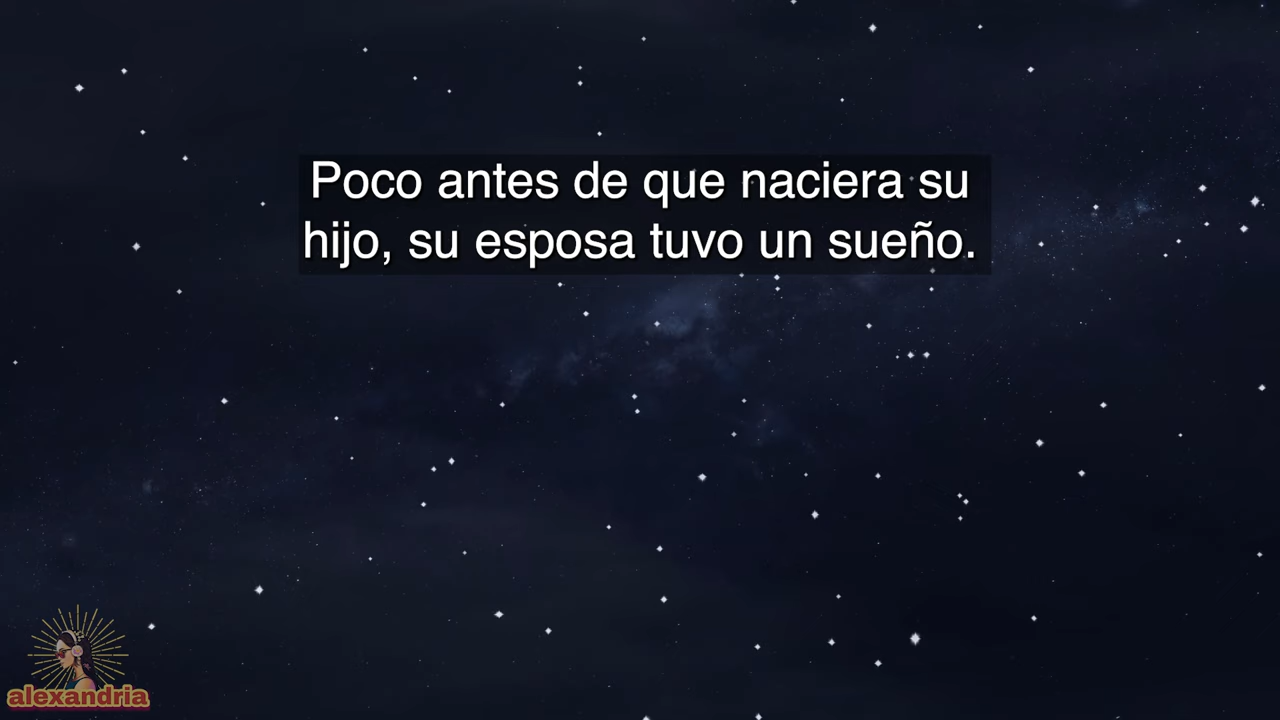 Poco antes de que naciera su
hijo, su esposa tuvo un sueño.
alexandria